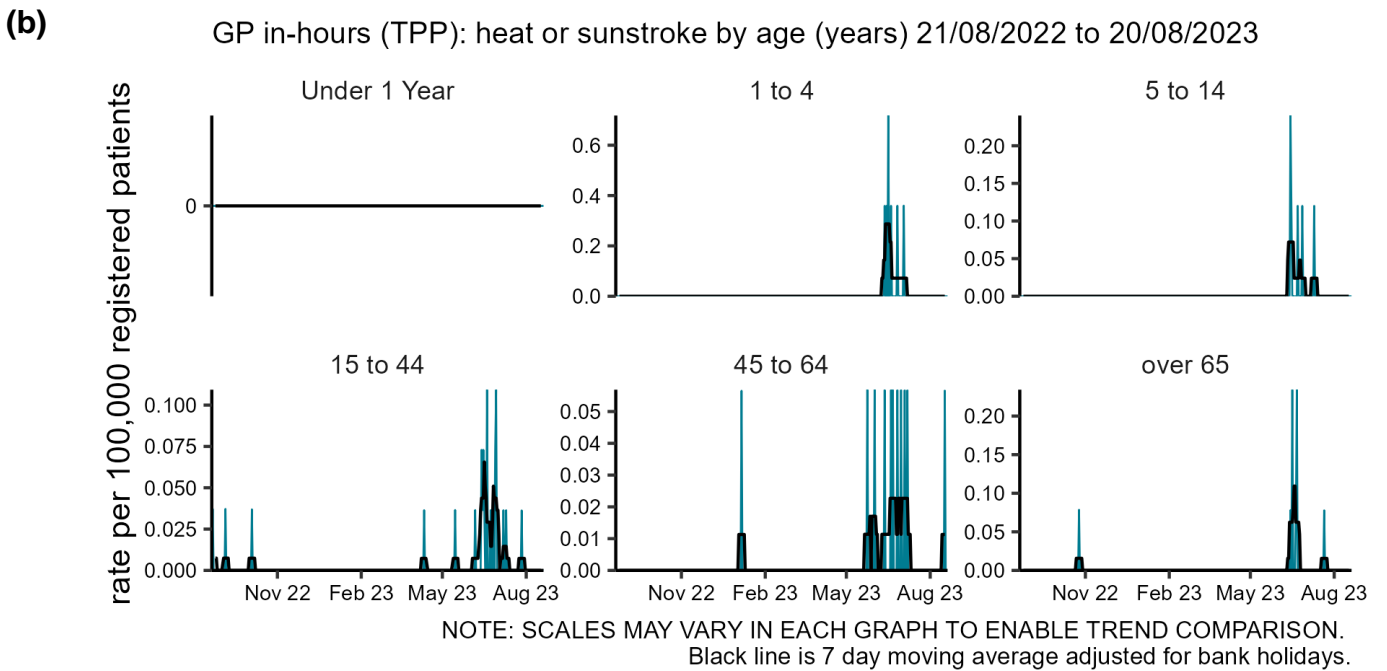 (b)
GP in-hours (TPP): heat or sunstroke by age (years) 21/08/2022 to 20/08/2023
rate per 100,000 registered patients
Under 1 Year
0
1 to 4
0.6
0.4
0.2
0.0
5 to 14
0.20
0.15
0.10
0.05
0.00
15 to 44
0.100
0.075
0.050
0.025
0.000
Nov 22 Feb 23 May 23 Aug 23
45 to 64
0.05
0.04
0.03
0.02
0.01
0.00
Nov 22 Feb 23 May 23 Aug 23
over 65
0.20
0.15
0.10
0.05
0.00
Nov 22 Feb 23 May 23 Aug 23
NOTE: SCALES MAY VARY IN EACH GRAPH TO ENABLE TREND COMPARISON.
Black line is 7 day moving average adjusted for bank holidays.